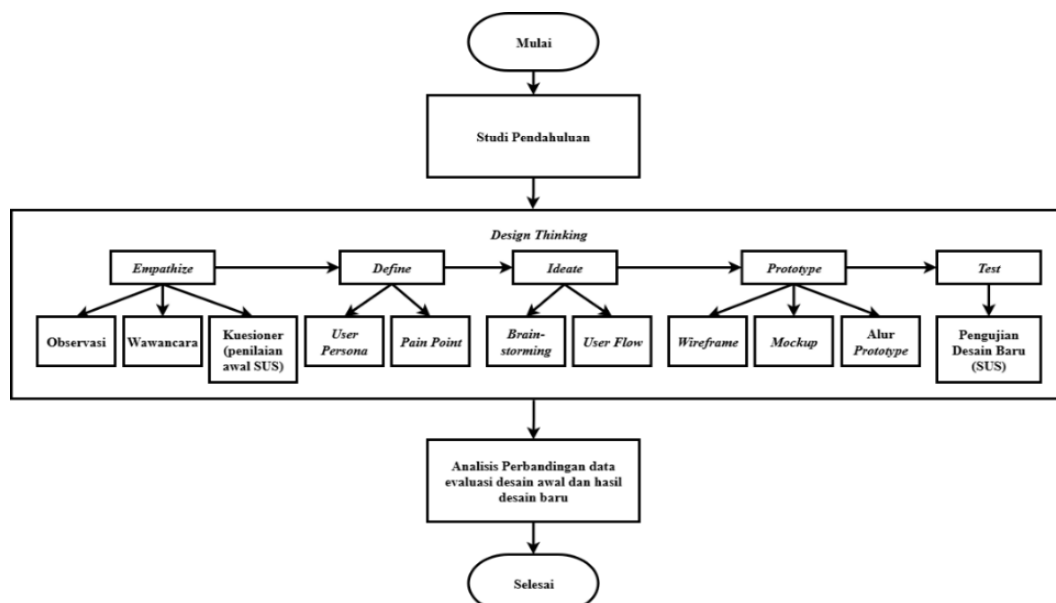 Mulai
Studi Pendahuluan
Design Thinking
Empathize
Define
Ideate
Prototype
Test
Observasi
Wawancara
Kuesioner
(penilaian
awal SUS)
User
Persona
Pain Point
Brain-
storming
User Flow
Wireframe
Mockup
Alur
Prototype
Pengujian
Desain Baru
(SUS)
Analisis Perbandingan data
evaluasi desain awal dan hasil
desain baru
Selesai